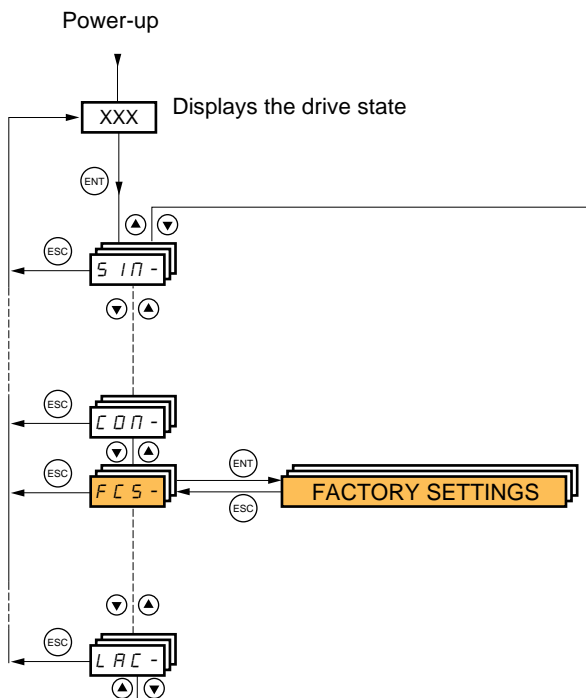 Power-up
XXX
Displays the drive state
ENT
ESC
SIM-
ESC
COM-
ESC
FCS-
ENT
ESC
FACTORY SETTINGS
ESC
LAC-